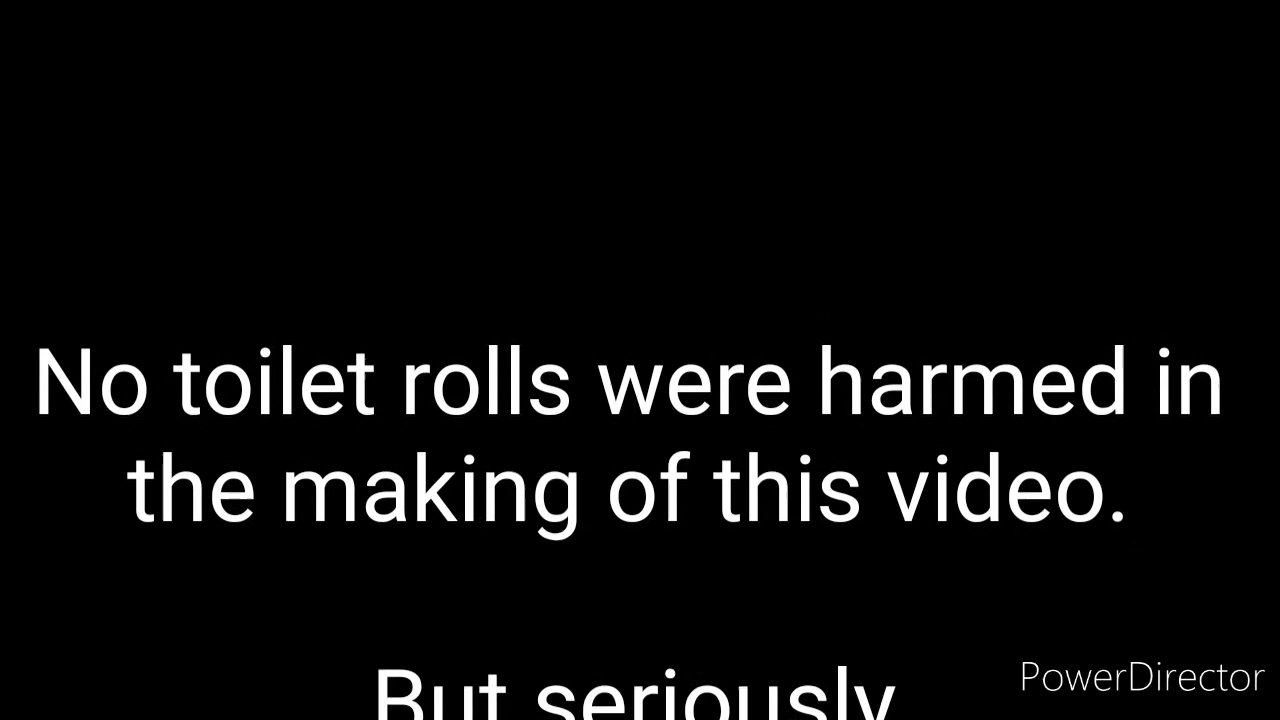 No toilet rolls were harmed in
the making of this video.
But seriously
PowerDirector